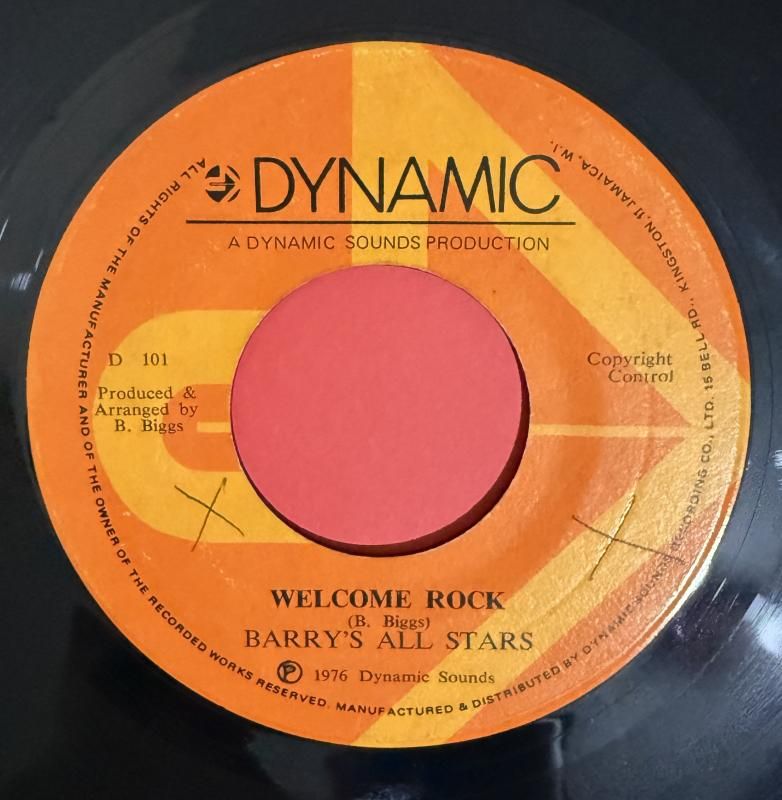 DYNAMIC
A DYNAMIC SOUNDS PRODUCTION
D 101
Produced &
Arranged by
B. Biggs
Copyright
Control
WELCOME ROCK
(B. Biggs)
BARRY'S ALL STARS
Ⓟ 1976 Dynamic Sounds
ALL RIGHTS OF THE MANUFACTURER AND OF THE OWNER OF THE RECORDED WORKS RESERVED. MANUFACTURED & DISTRIBUTED BY DYNAMIC SOUNDS RECORDING CO., LTD. 15 BELL RD., KINGSTON, 11 JAMAICA, W.I.